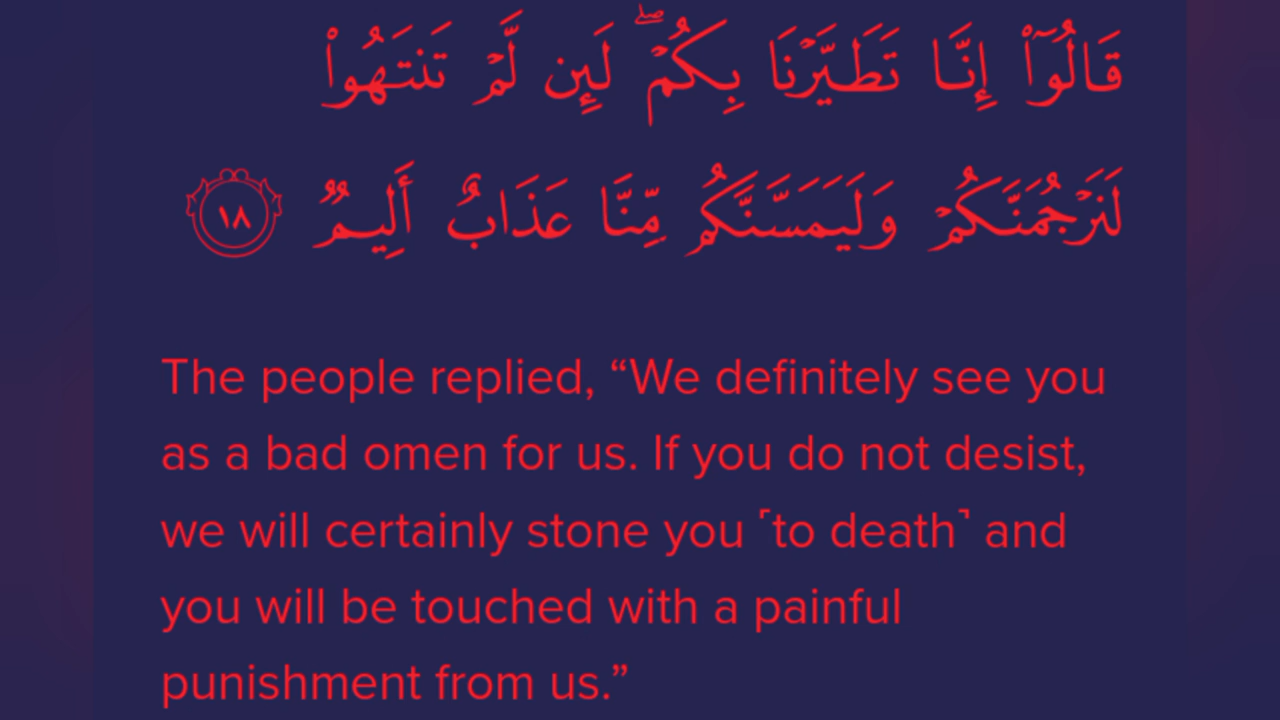 قَالُوٓا۟ إِنَّا تَطَيَّرْنَا بِكُمْ ۖ لَئِن لَّمْ تَنتَهُوا۟
لَنَرْجُمَنَّكُمْ وَلَيَمَسَّنَّكُم مِّنَّا عَذَابٌ أَلِيمٌۭ ١٨
The people replied, “We definitely see you
as a bad omen for us. If you do not desist,
we will certainly stone you ˹to death˺ and
you will be touched with a painful
punishment from us.”